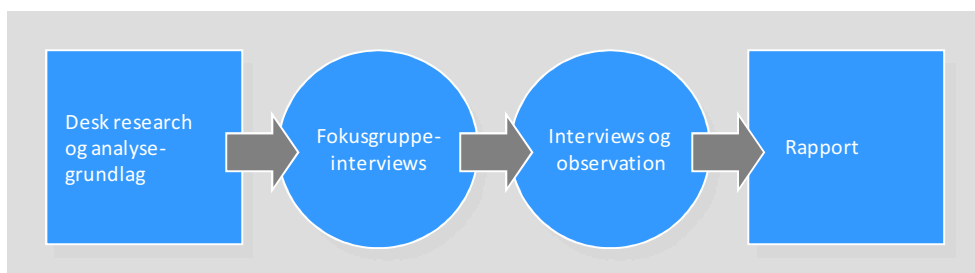 Desk research
og analyse-
grundlag
Fokusgruppe-
interviews
Interviews og
observation
Rapport